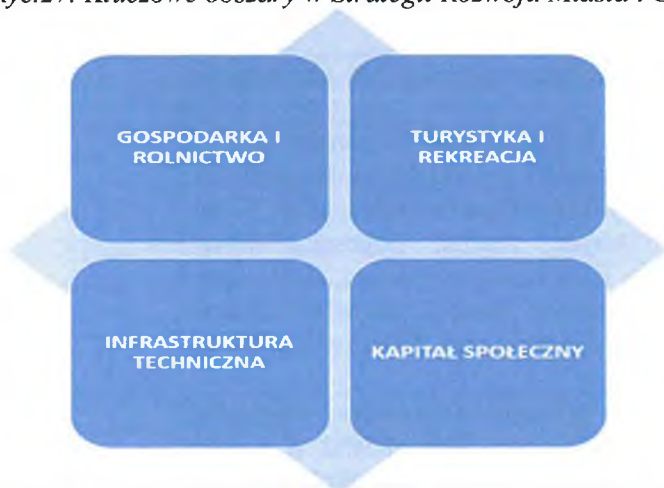 Kluczowe obszary w Strategii Rozwoju Miasta i
GOSPODARKA I
ROLNICTWO
TURYSTYKA I
REKREACJA
INFRASTRUKTURA
TECHNICZNA
KAPITAŁ SPOŁECZNY